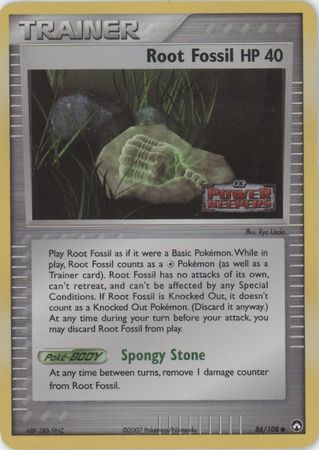 TRAINER
Root Fossil HP 40
EX
POWER
KEEPERS
Illus. Kyo Ueda
Play Root Fossil as if it were a Basic Pokémon. While in
play, Root Fossil counts as a Pokémon (as well as a
Trainer card). Root Fossil has no attacks of its own,
can't retreat, and can't be affected by any Special
Conditions. If Root Fossil is Knocked Out, it doesn't
count as a Knocked Out Pokémon. (Discard it anyway.)
At any time during your turn before your attack, you
may discard Root Fossil from play.
Poké-BODY Spongy Stone
At any time between turns, remove 1 damage counter
from Root Fossil.
68F-ZRB-9NZ
©2007 Pokémon/Nintendo
86/108